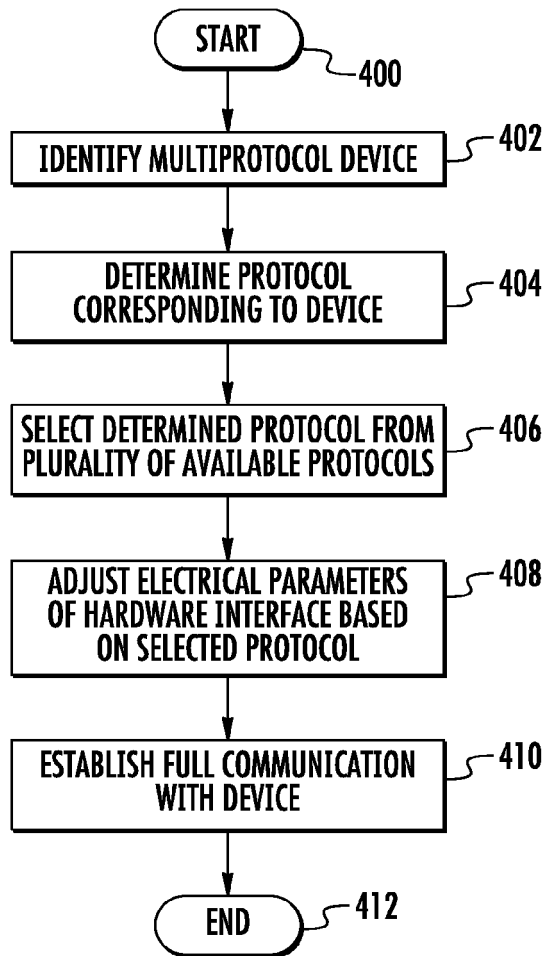 START
400
IDENTIFY MULTIPROTOCOL DEVICE
402
DETERMINE PROTOCOL
CORRESPONDING TO DEVICE
404
SELECT DETERMINED PROTOCOL FROM
PLURALITY OF AVAILABLE PROTOCOLS
406
ADJUST ELECTRICAL PARAMETERS
OF HARDWARE INTERFACE BASED
ON SELECTED PROTOCOL
408
ESTABLISH FULL COMMUNICATION
WITH DEVICE
410
END
412